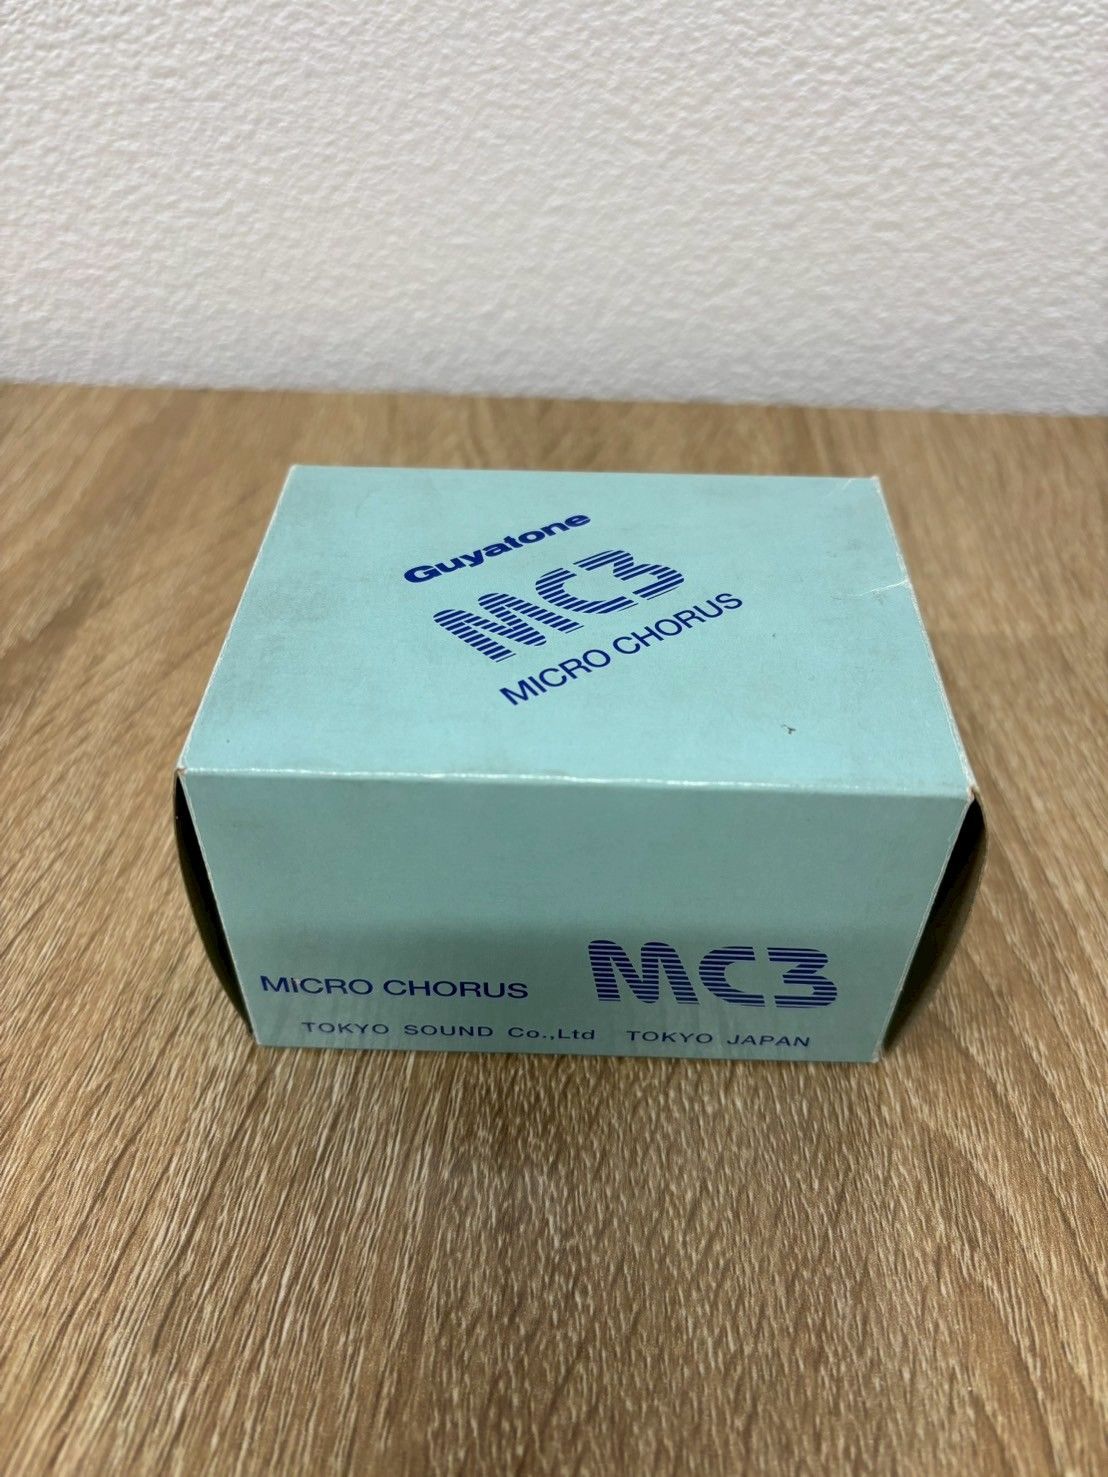 Guyatone
MC3
MICRO CHORUS
MICRO CHORUS MC3
TOKYO SOUND Co.,Ltd TOKYO JAPAN